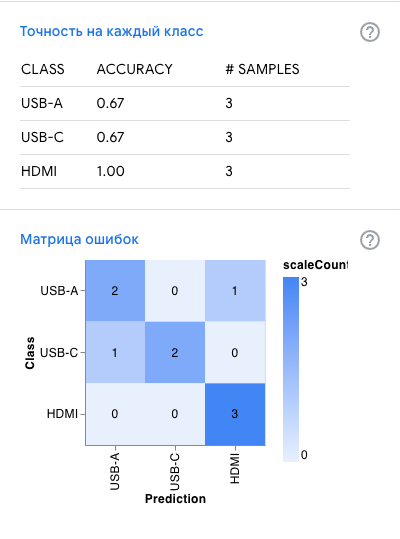 Точность на каждый класс
CLASS ACCURACY # SAMPLES
USB-A 0.67 3
USB-C 0.67 3
HDMI 1.00 3
Матрица ошибок
scaleCount
3
USB-A 2 0 1
USB-C 1 2 0
HDMI 0 0 3
0
Class
USB-A USB-C HDMI
Prediction